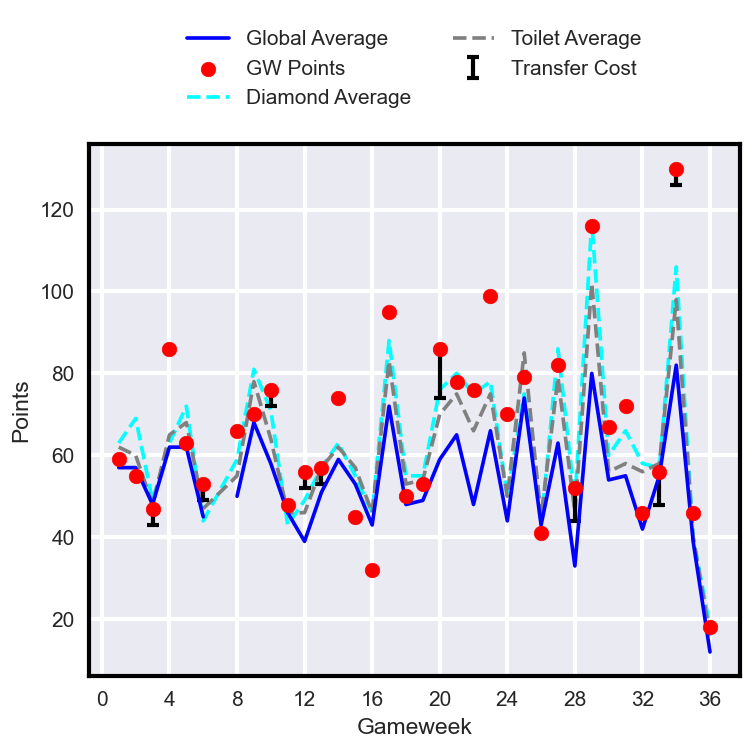 Global Average
GW Points
Diamond Average
Toilet Average
Transfer Cost
Points
120
100
80
60
40
20
0 4 8 12 16 20 24 28 32 36
Gameweek